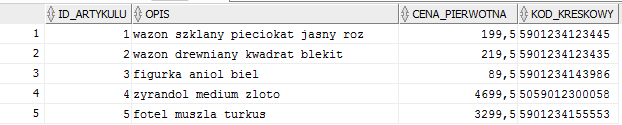 ID_ARTYKULU OPIS CENA_PIERWOTNA KOD_KRESKOWY
1 1 wazon szklany pieciokat jasny roz 199,5 5901234123445
2 2 wazon drewniany kwadrat blekit 219,5 5901234123435
3 3 figurka aniol biel 89,5 5901234143986
4 4 zyrandol medium zloto 4699,5 5059012300058
5 5 fotel muszla turkus 3299,5 5901234155553